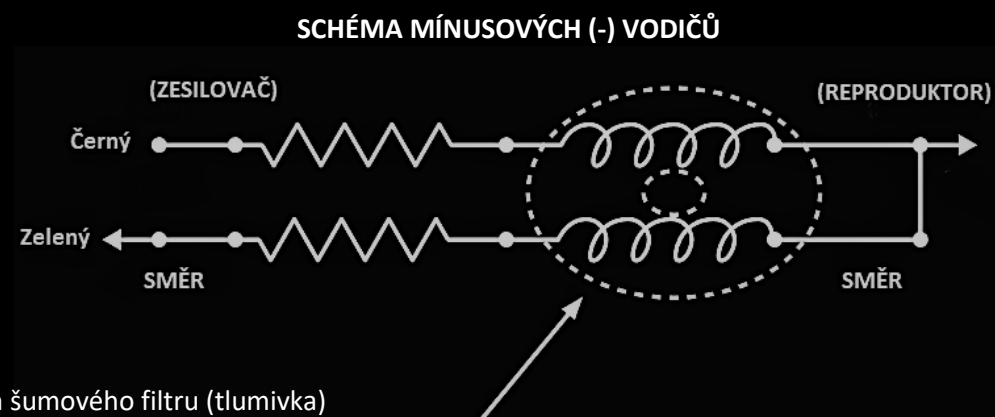 SCHÉMA MÍNUSOVÝCH (-) VODIČŮ
(ZESILOVAČ)
(REPRODUKTOR)
Černý
Zelený
SMĚR
SMĚR
šumového filtru (tlumivka)